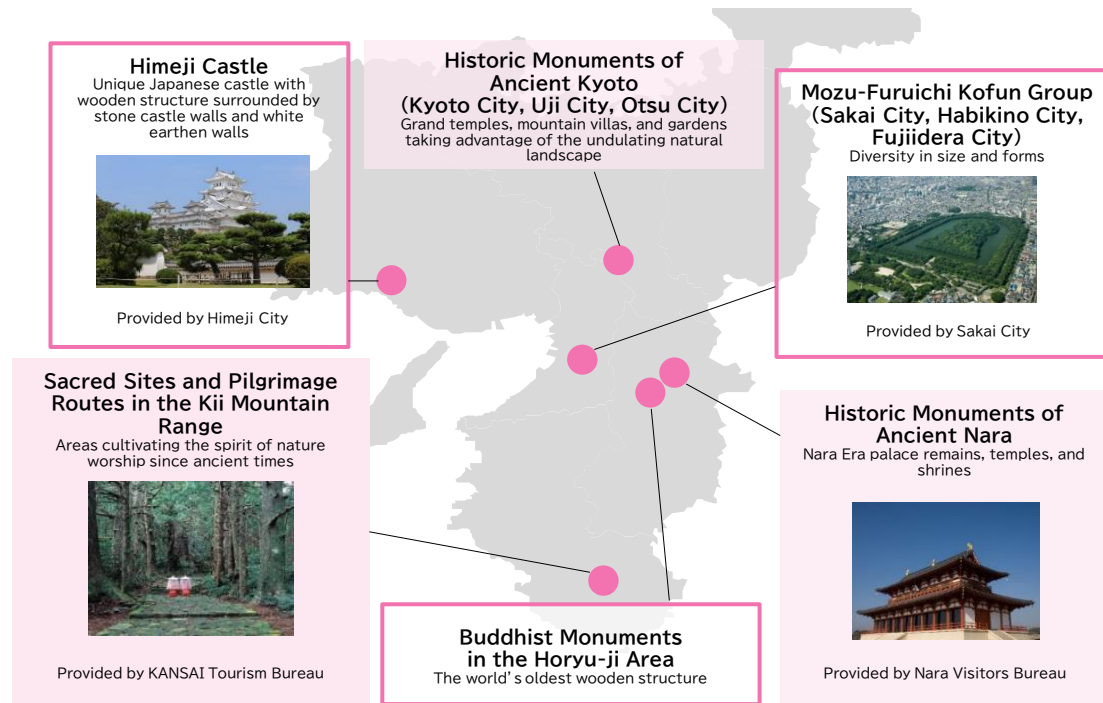 Himeji Castle
Unique Japanese castle with
wooden structure surrounded by
stone castle walls and white
earthen walls
Provided by Himeji City
Historic Monuments of
Ancient Kyoto
(Kyoto City, Uji City, Otsu City)
Grand temples, mountain villas, and gardens
taking advantage of the undulating natural
landscape
Mozu-Furuichi Kofun Group
(Sakai City, Habikino City,
Fujiidera City)
Diversity in size and forms
Provided by Sakai City
Sacred Sites and Pilgrimage
Routes in the Kii Mountain
Range
Areas cultivating the spirit of nature
worship since ancient times
Provided by KANSAI Tourism Bureau
Buddhist Monuments
in the Horyu-ji Area
The world’s oldest wooden structure
Historic Monuments of
Ancient Nara
Nara Era palace remains, temples, and
shrines
Provided by Nara Visitors Bureau